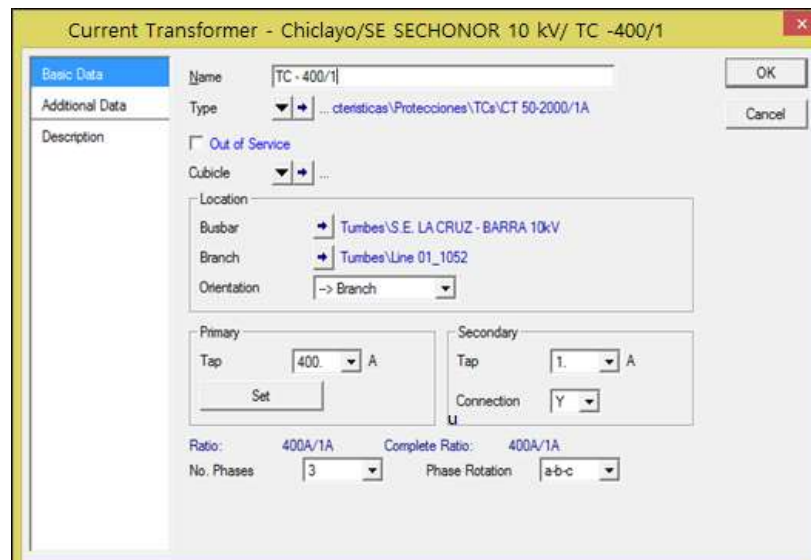 Current Transformer - Chiclayo/SE SECHONOR 10 kV/ TC -400/1
x
Basic Data
Additional Data
Description
Name TC - 400/1
Type ... cteristicas\Protecciones\TCs\CT 50-2000/1A
Out of Service
Cubicle ...
Location
Busbar Tumbes\S.E. LA CRUZ - BARRA 10kV
Branch Tumbes\Line 01_1052
Orientation --> Branch
Primary
Tap 400. A
Set
Secondary
Tap 1. A
Connection Y
u
Ratio: 400A/1A Complete Ratio: 400A/1A
No. Phases 3 Phase Rotation a-b-c
OK
Cancel